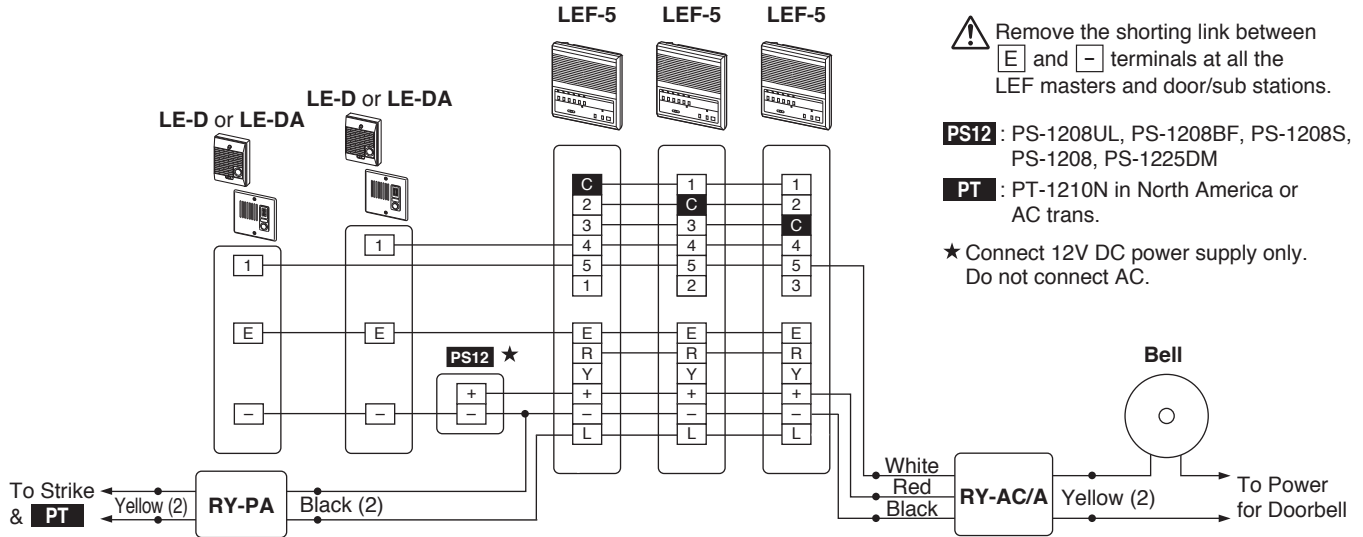 LEF-5 LEF-5 LEF-5
Remove the shorting link between
E and – terminals at all the
LEF masters and door/sub stations.
LE-D or LE-DA
LE-D or LE-DA
PS12 : PS-1208UL, PS-1208BF, PS-1208S,
PS-1208, PS-1225DM
PT : PT-1210N in North America or
AC trans.
★ Connect 12V DC power supply only.
Do not connect AC.
C 1 1
2 C 2
3 3 C
1 4 4 4
1 5 5 5
1 2 3
E E E E E
R R R
PS12 ★
Y Y Y
+ + + +
– – – – – –
L L L
Bell
White
Red
Black
RY-AC/A
Yellow (2)
To Power
for Doorbell
To Strike
& PT
Yellow (2)
RY-PA
Black (2)